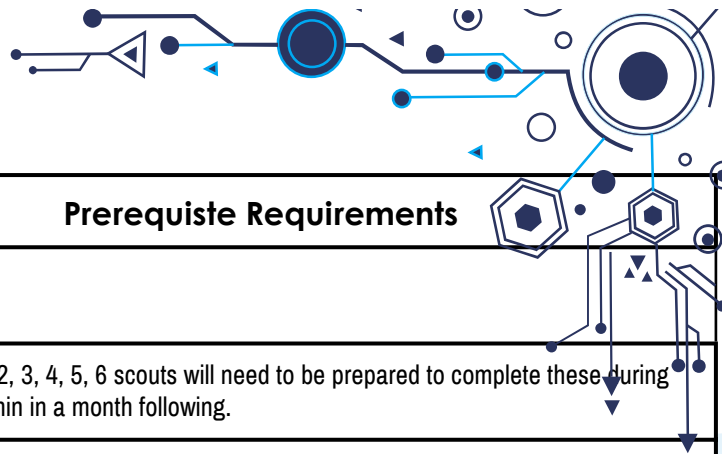 Prerequiste Requirements
2, 3, 4, 5, 6 scouts will need to be prepared to complete these during
in a month following.